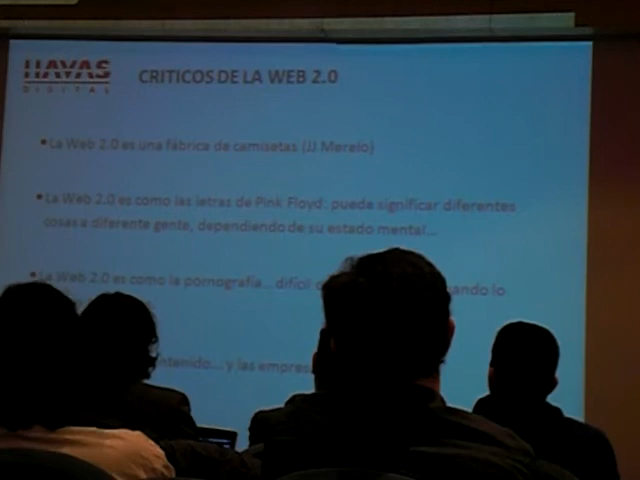 HAVAS
DIGITAL
CRITICOS DE LA WEB 2.0
•La Web 2.0 es una fábrica de camisetas (JJ Merelo)
•La Web 2.0 es como las letras de Pink Floyd: puede significar diferentes
cosas a diferente gente, dependiendo de su estado mental...
•La Web 2.0 es como la pornografía... difícil d ando lo
ntenido... y las empres